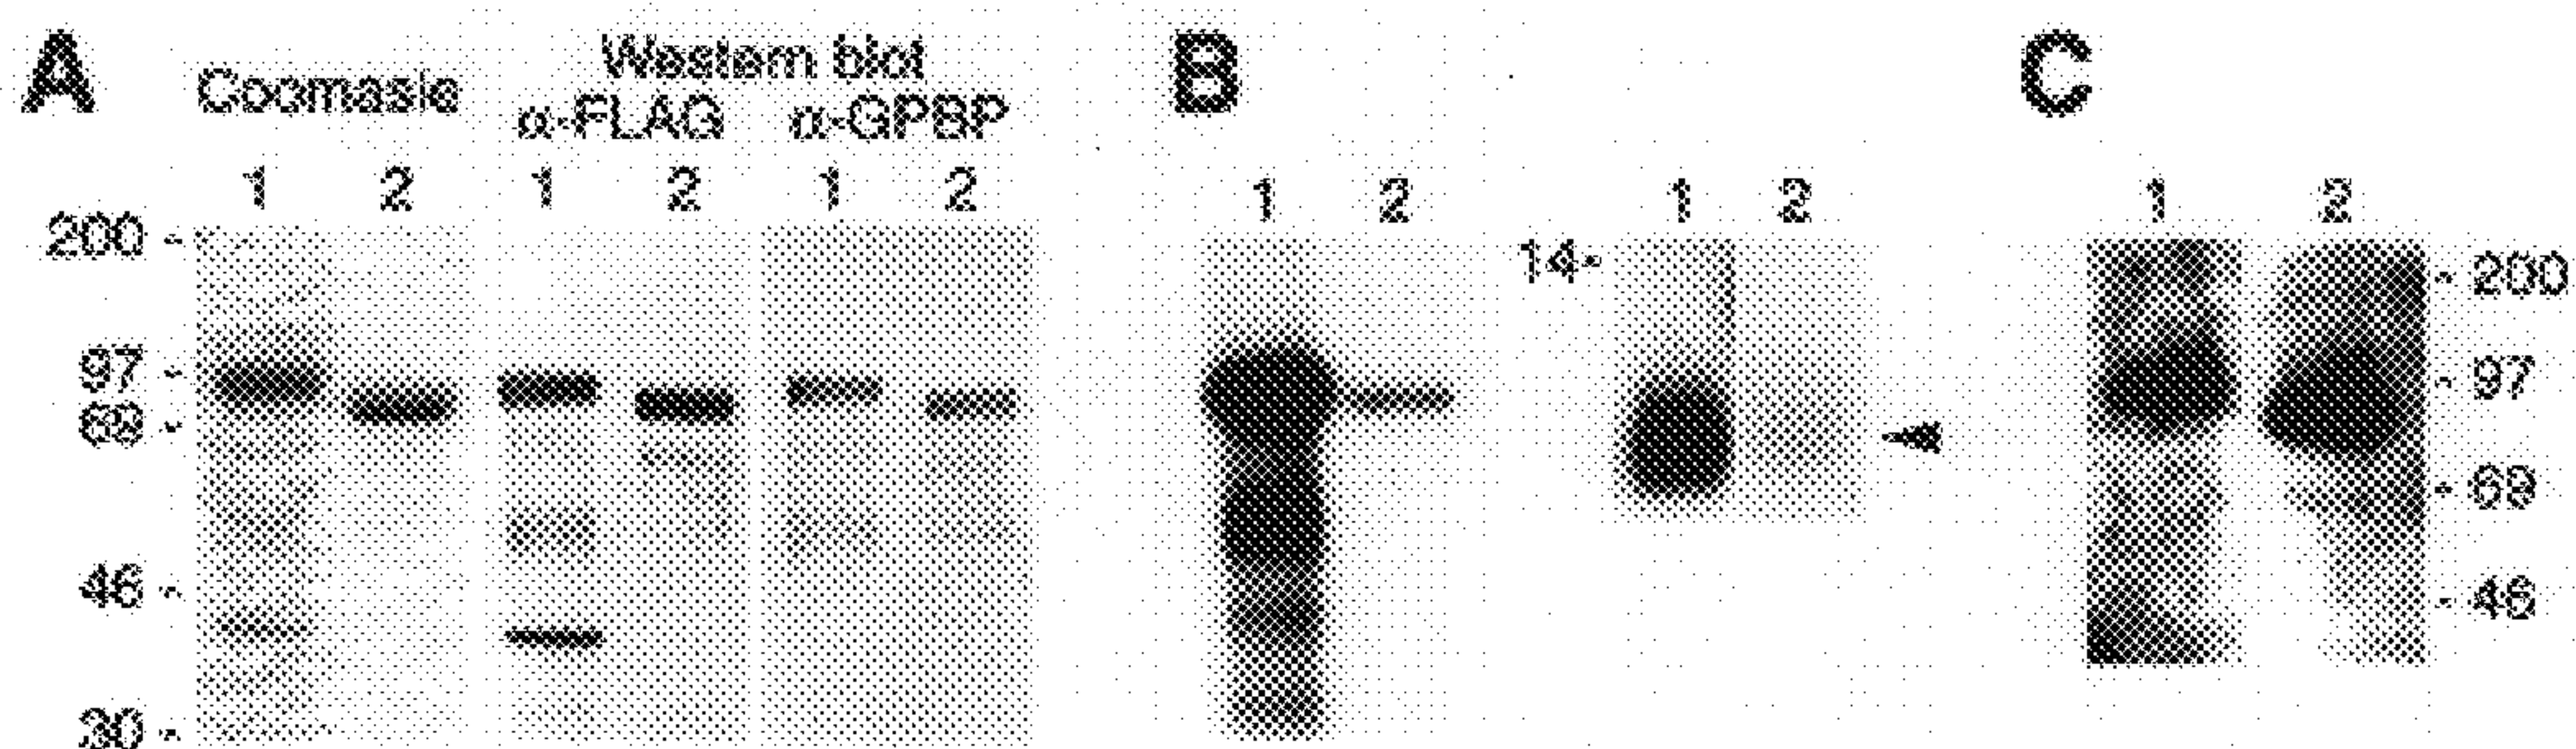 A
Coomasie
Western blot
α-FLAG α-GPBP
1 2 1 2 1 2
200
97
69
46
30
B
1 2
14
1 2
C
1 2
200
97
69
46